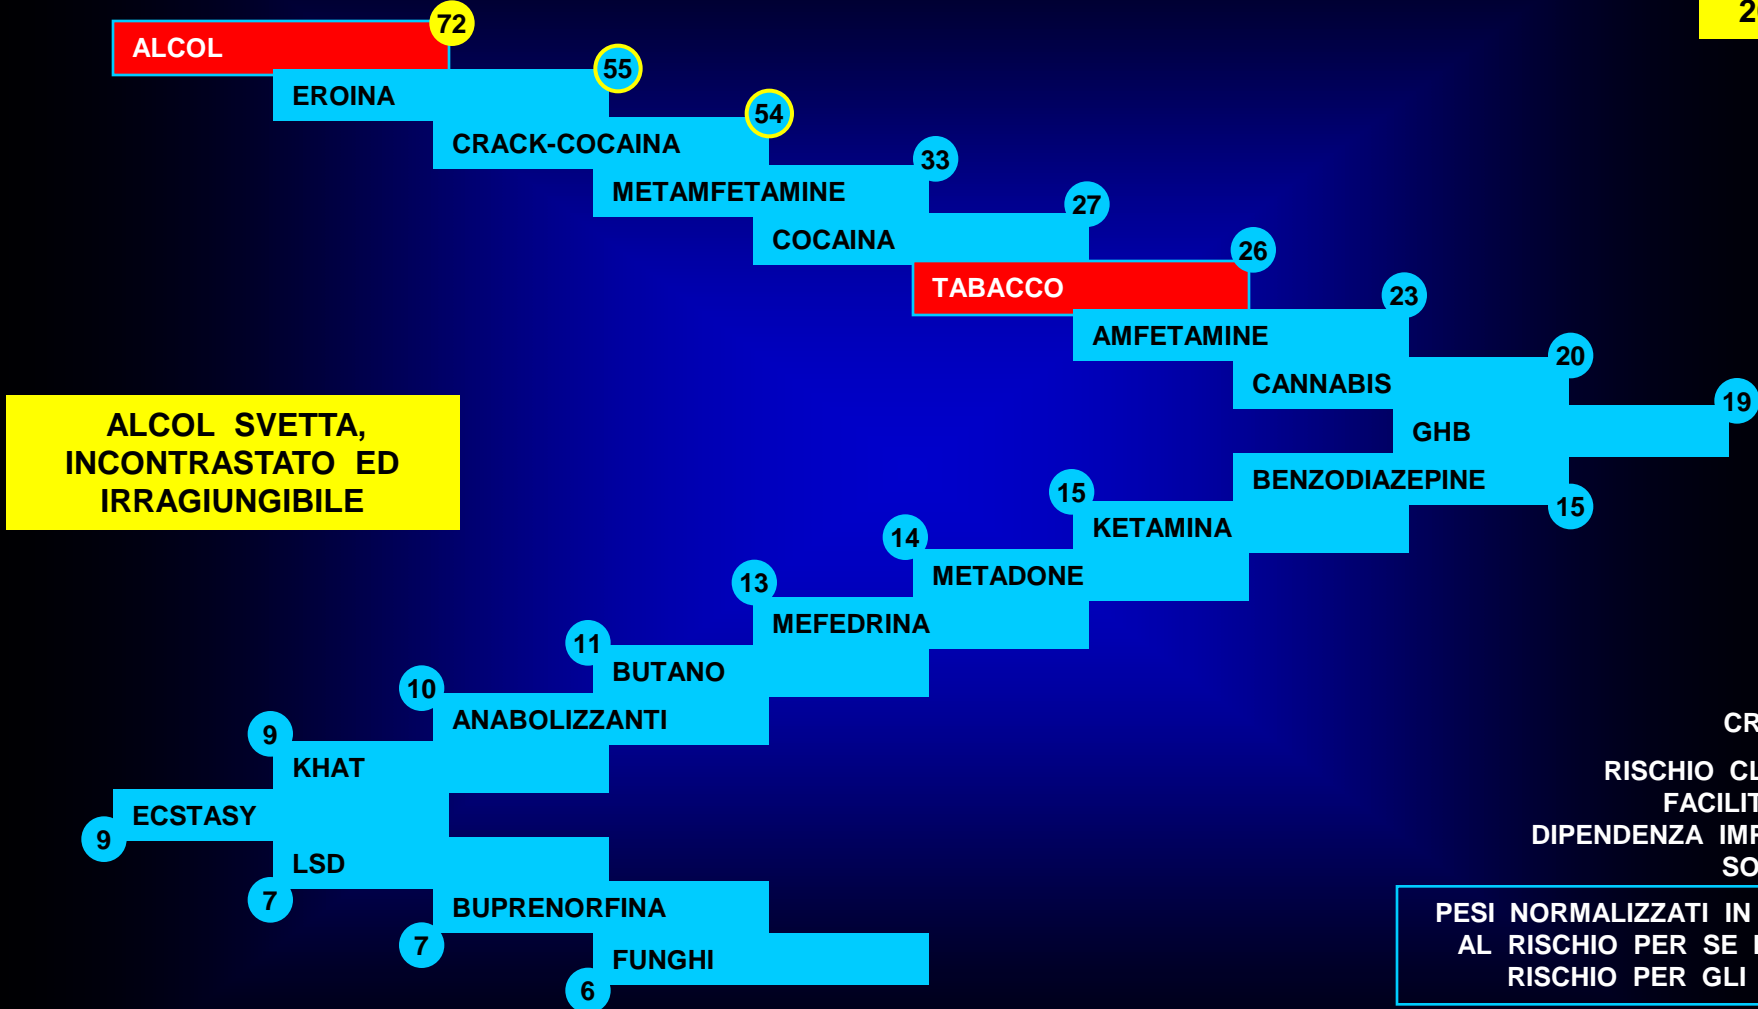 72
ALCOL
55
EROINA
54
CRACK-COCAINA
33
METAMFETAMINE
27
COCAINA
26
TABACCO
23
AMFETAMINE
20
CANNABIS
19
GHB
BENZODIAZEPINE
15
15
KETAMINA
14
METADONE
13
MEFEDRINA
11
BUTANO
10
ANABOLIZZANTI
9
KHAT
ECSTASY
9
LSD
7
BUPRENORFINA
7
FUNGHI
6
ALCOL SVETTA,
INCONTRASTATO ED
IRRAGIUNGIBILE
RISCHIO
DIPENDENZA
PESI NORMALIZZATI IN
AL RISCHIO PER SE
RISCHIO PER GLI